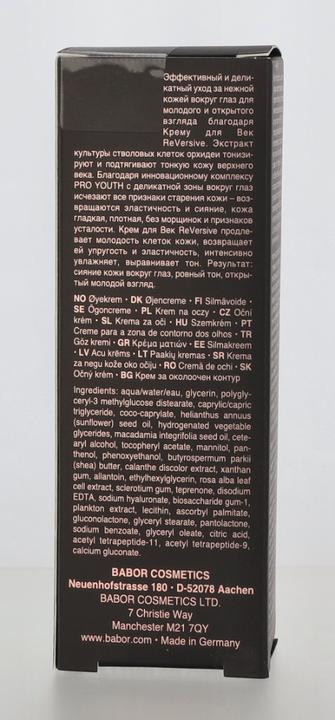 Эффективный и дели-
катный уход за нежной
кожей вокруг глаз для
молодого и открытого
взгляда благодаря
Крему для Век
ReVersive. Экстракт
культуры стволовых клеток орхидеи тонизи-
руют и подтягивают тонкую кожу верхнего
века. Благодаря инновационному комплексу
PRO YOUTH с деликатной зоны вокруг глаз
исчезают все признаки старения кожи – воз-
вращаются эластичность и сияние, кожа
гладкая, плотная, без морщинок и признаков
усталости. Крем для Век ReVersive продле-
вает молодость клеток кожи, возвращает
ей упругость и эластичность, интенсивно
увлажняет, выравнивает тон. Результат:
сияние кожи вокруг глаз, ровный тон, откры-
тый молодой взгляд.
NO Øyekrem • DK Øjencreme • FI Silmävoide •
SE Ögoncreme • PL Krem na oczy • CZ Oční
krém • SL Krema za oči • HU Szemkrém • PT
Creme para a zona de contorno dos olhos • TR
Göz kremi • GR Κρέμα ματιών • EE Silmakreem
• LV Acu krēms • LT Paakių kremas • SR Krema
za negu kože oko očiju • RO Cremă de ochi • SK
Očný krém • BG Крем за околоочен контур
Ingredients: aqua/water/eau, glycerin, polygly-
ceryl-3 methylglucose distearate, caprylic/capric
triglyceride, coco-caprylate, helianthus annuus
(sunflower) seed oil, hydrogenated vegetable
glycerides, macadamia integrifolia seed oil, cete-
aryl alcohol, tocopheryl acetate, mannitol, pan-
thenol, phenoxyethanol, butyrospermum parkii
(shea) butter, calanthe discolor extract, xanthan
gum, allantoin, ethylhexylglycerin, rosa alba leaf
cell extract, sclerotium gum, teprenone, disodium
EDTA, sodium hyaluronate, biosaccharide gum-1,
plankton extract, lecithin, ascorbyl palmitate,
gluconolactone, glyceryl stearate, pantolactone,
sodium benzoate, glyceryl oleate, citric acid,
acetyl tetrapeptide-11, acetyl tetrapeptide-9,
calcium gluconate.
BABOR COSMETICS
Neuenhofstrasse 180 • D-52078 Aachen
BABOR COSMETICS LTD.
7 Christie Way
Manchester M21 7QY
www.babor.com • Made in Germany